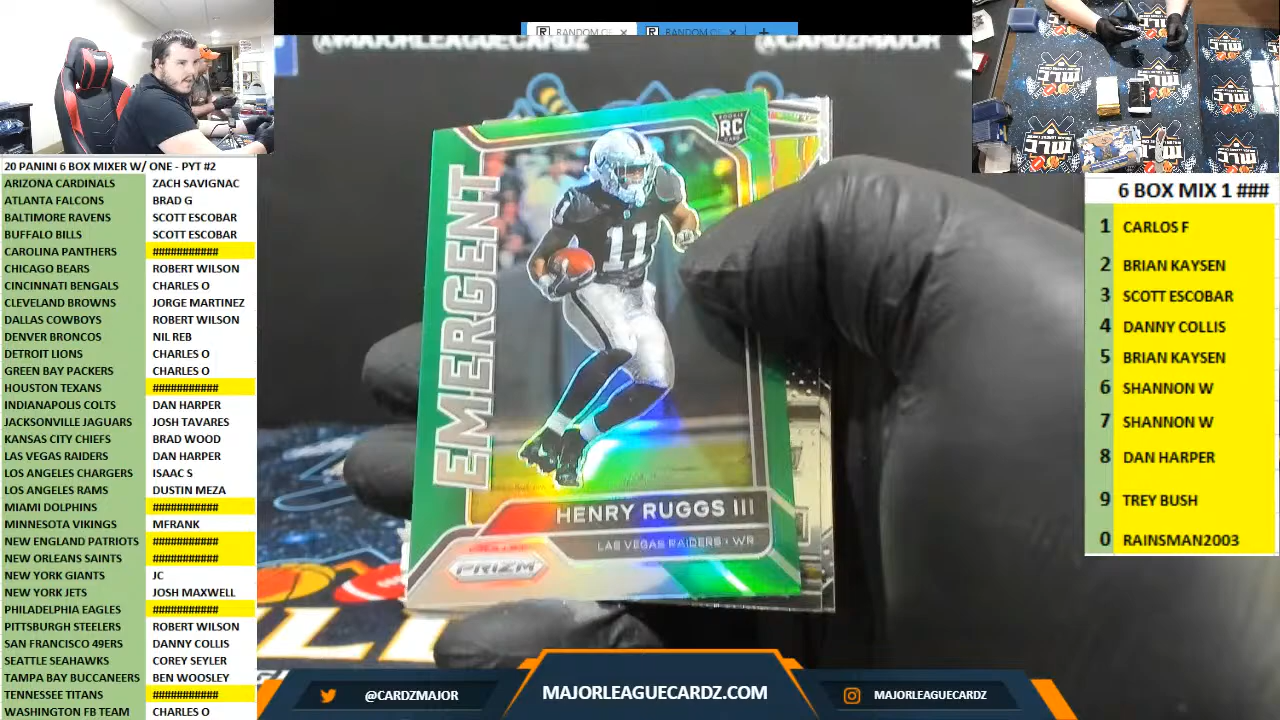 RANDOM
RANDOM
@MAJORLEAGUECARDZ
@CARDZMAJOR
20 PANINI 6 BOX MIXER W/ ONE - PYT #2
ARIZONA CARDINALS ZACH SAVIGNAC
ATLANTA FALCONS BRAD G
BALTIMORE RAVENS SCOTT ESCOBAR
BUFFALO BILLS SCOTT ESCOBAR
CAROLINA PANTHERS ###########
CHICAGO BEARS ROBERT WILSON
CINCINNATI BENGALS CHARLES O
CLEVELAND BROWNS JORGE MARTINEZ
DALLAS COWBOYS ROBERT WILSON
DENVER BRONCOS NIL REB
DETROIT LIONS CHARLES O
GREEN BAY PACKERS CHARLES O
HOUSTON TEXANS ###########
INDIANAPOLIS COLTS DAN HARPER
JACKSONVILLE JAGUARS JOSH TAVARES
KANSAS CITY CHIEFS BRAD WOOD
LAS VEGAS RAIDERS DAN HARPER
LOS ANGELES CHARGERS ISAAC S
LOS ANGELES RAMS DUSTIN MEZA
MIAMI DOLPHINS ###########
MINNESOTA VIKINGS MFRANK
NEW ENGLAND PATRIOTS ###########
NEW ORLEANS SAINTS ###########
NEW YORK GIANTS JC
NEW YORK JETS JOSH MAXWELL
PHILADELPHIA EAGLES ###########
PITTSBURGH STEELERS ROBERT WILSON
SAN FRANCISCO 49ERS DANNY COLLIS
SEATTLE SEAHAWKS COREY SEYLER
TAMPA BAY BUCCANEERS BEN WOOSLEY
TENNESSEE TITANS ###########
WASHINGTON FB TEAM CHARLES O
EMERGENT
RC
11
HENRY RUGGS III
LAS VEGAS RAIDERS • WR
PRIZM
6 BOX MIX 1 ###
1 CARLOS F
2 BRIAN KAYSEN
3 SCOTT ESCOBAR
4 DANNY COLLIS
5 BRIAN KAYSEN
6 SHANNON W
7 SHANNON W
8 DAN HARPER
9 TREY BUSH
0 RAINSMAN2003
@CARDZMAJOR
MAJORLEAGUECARDZ.COM
MAJORLEAGUECARDZ